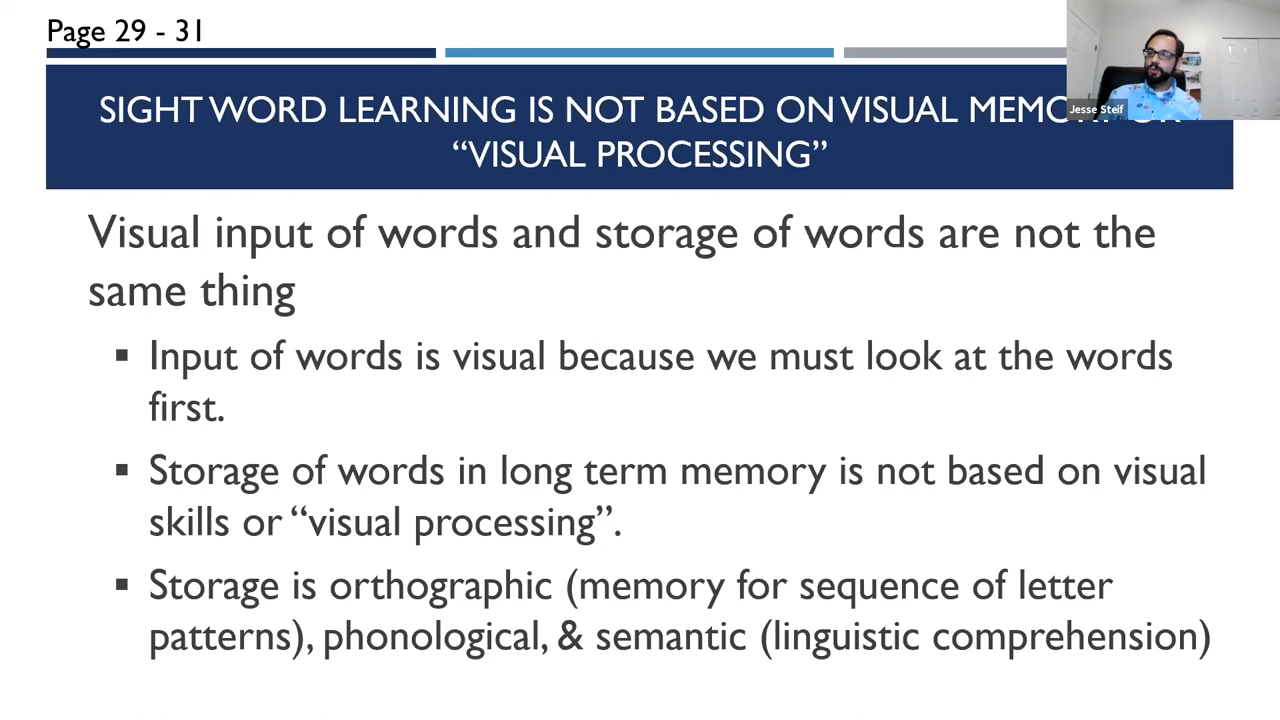 Page 29 - 31
SIGHT WORD LEARNING IS NOT BASED ON VISUAL
“VISUAL PROCESSING”
Jesse Steif
Visual input of words and storage of words are not the
same thing
▪ Input of words is visual because we must look at the words
first.
▪ Storage of words in long term memory is not based on visual
skills or “visual processing”.
▪ Storage is orthographic (memory for sequence of letter
patterns), phonological, & semantic (linguistic comprehension)